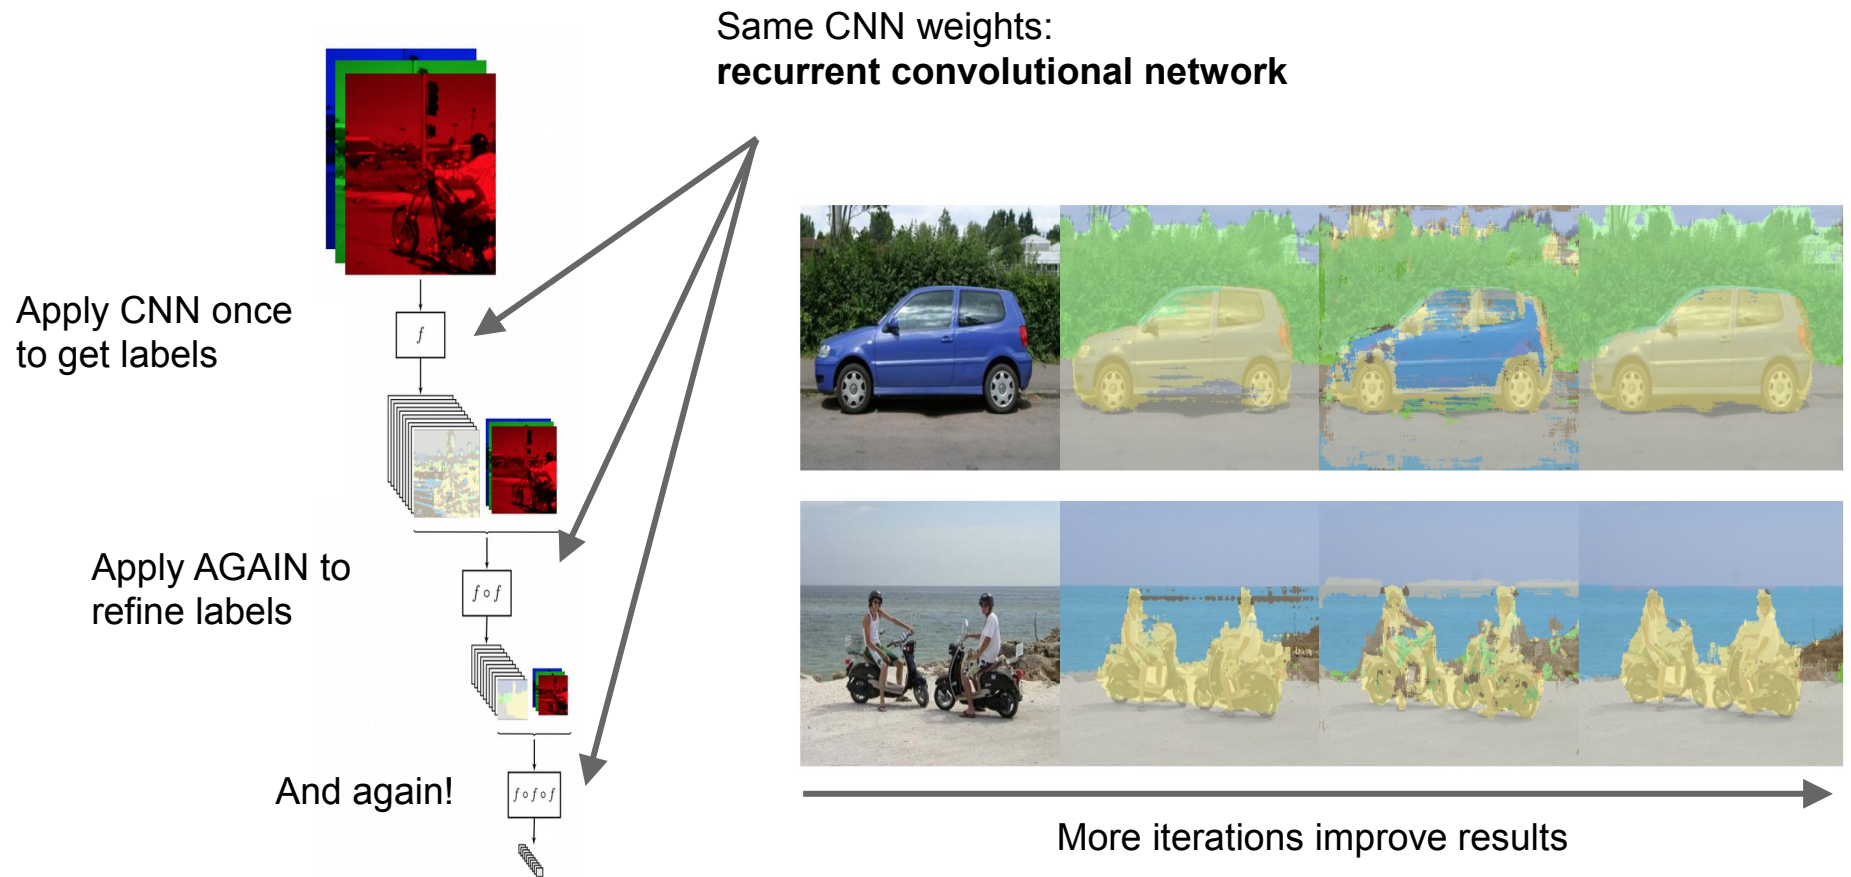 Same CNN weights:
recurrent convolutional network
Apply CNN once
to get labels
f
Apply AGAIN to
refine labels
f ∘ f
And again!
f ∘ f ∘ f
More iterations improve results